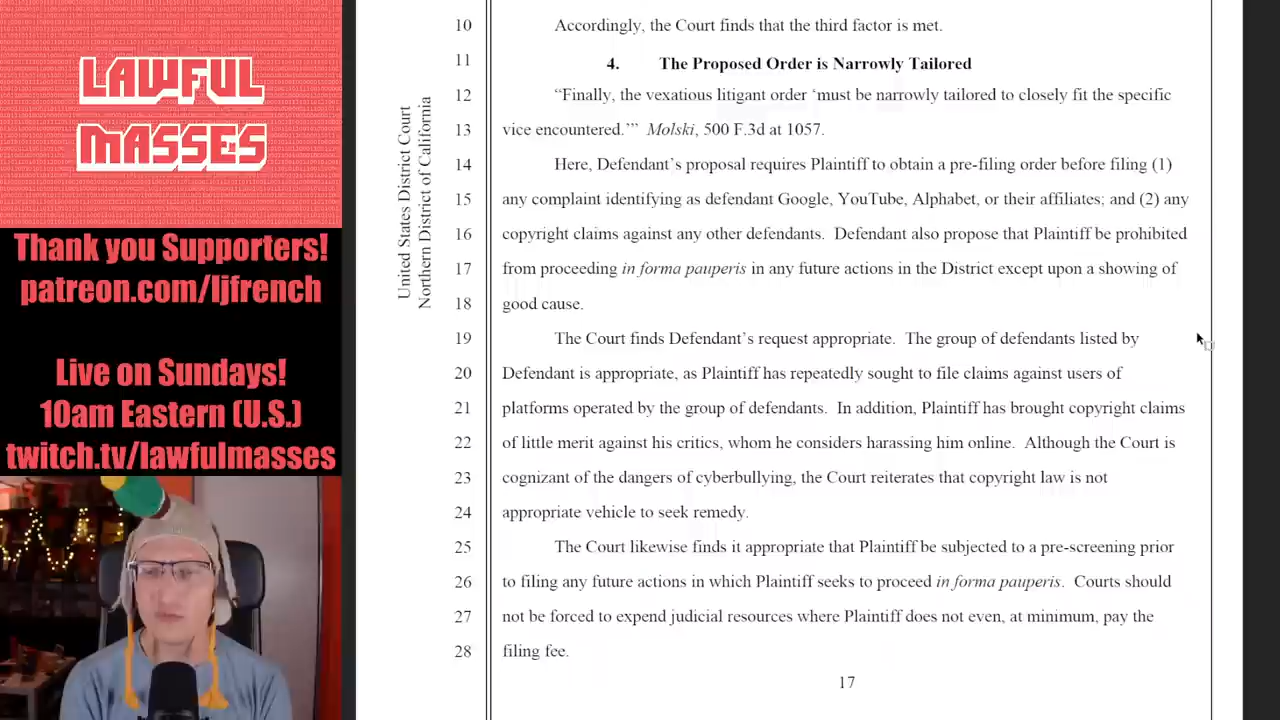 LAWFUL
MASSES
Thank you Supporters!
patreon.com/ljfrench
Live on Sundays!
10am Eastern (U.S.)
twitch.tv/lawfulmasses
United States District Court
Northern District of California
10 Accordingly, the Court finds that the third factor is met.
11 4. The Proposed Order is Narrowly Tailored
12 “Finally, the vexatious litigant order ‘must be narrowly tailored to closely fit the specific
13 vice encountered.’” Molski, 500 F.3d at 1057.
14 Here, Defendant’s proposal requires Plaintiff to obtain a pre-filing order before filing (1)
15 any complaint identifying as defendant Google, YouTube, Alphabet, or their affiliates; and (2) any
16 copyright claims against any other defendants. Defendant also propose that Plaintiff be prohibited
17 from proceeding in forma pauperis in any future actions in the District except upon a showing of
18 good cause.
19 The Court finds Defendant’s request appropriate. The group of defendants listed by
20 Defendant is appropriate, as Plaintiff has repeatedly sought to file claims against users of
21 platforms operated by the group of defendants. In addition, Plaintiff has brought copyright claims
22 of little merit against his critics, whom he considers harassing him online. Although the Court is
23 cognizant of the dangers of cyberbullying, the Court reiterates that copyright law is not
24 appropriate vehicle to seek remedy.
25 The Court likewise finds it appropriate that Plaintiff be subjected to a pre-screening prior
26 to filing any future actions in which Plaintiff seeks to proceed in forma pauperis. Courts should
27 not be forced to expend judicial resources where Plaintiff does not even, at minimum, pay the
28 filing fee.
17